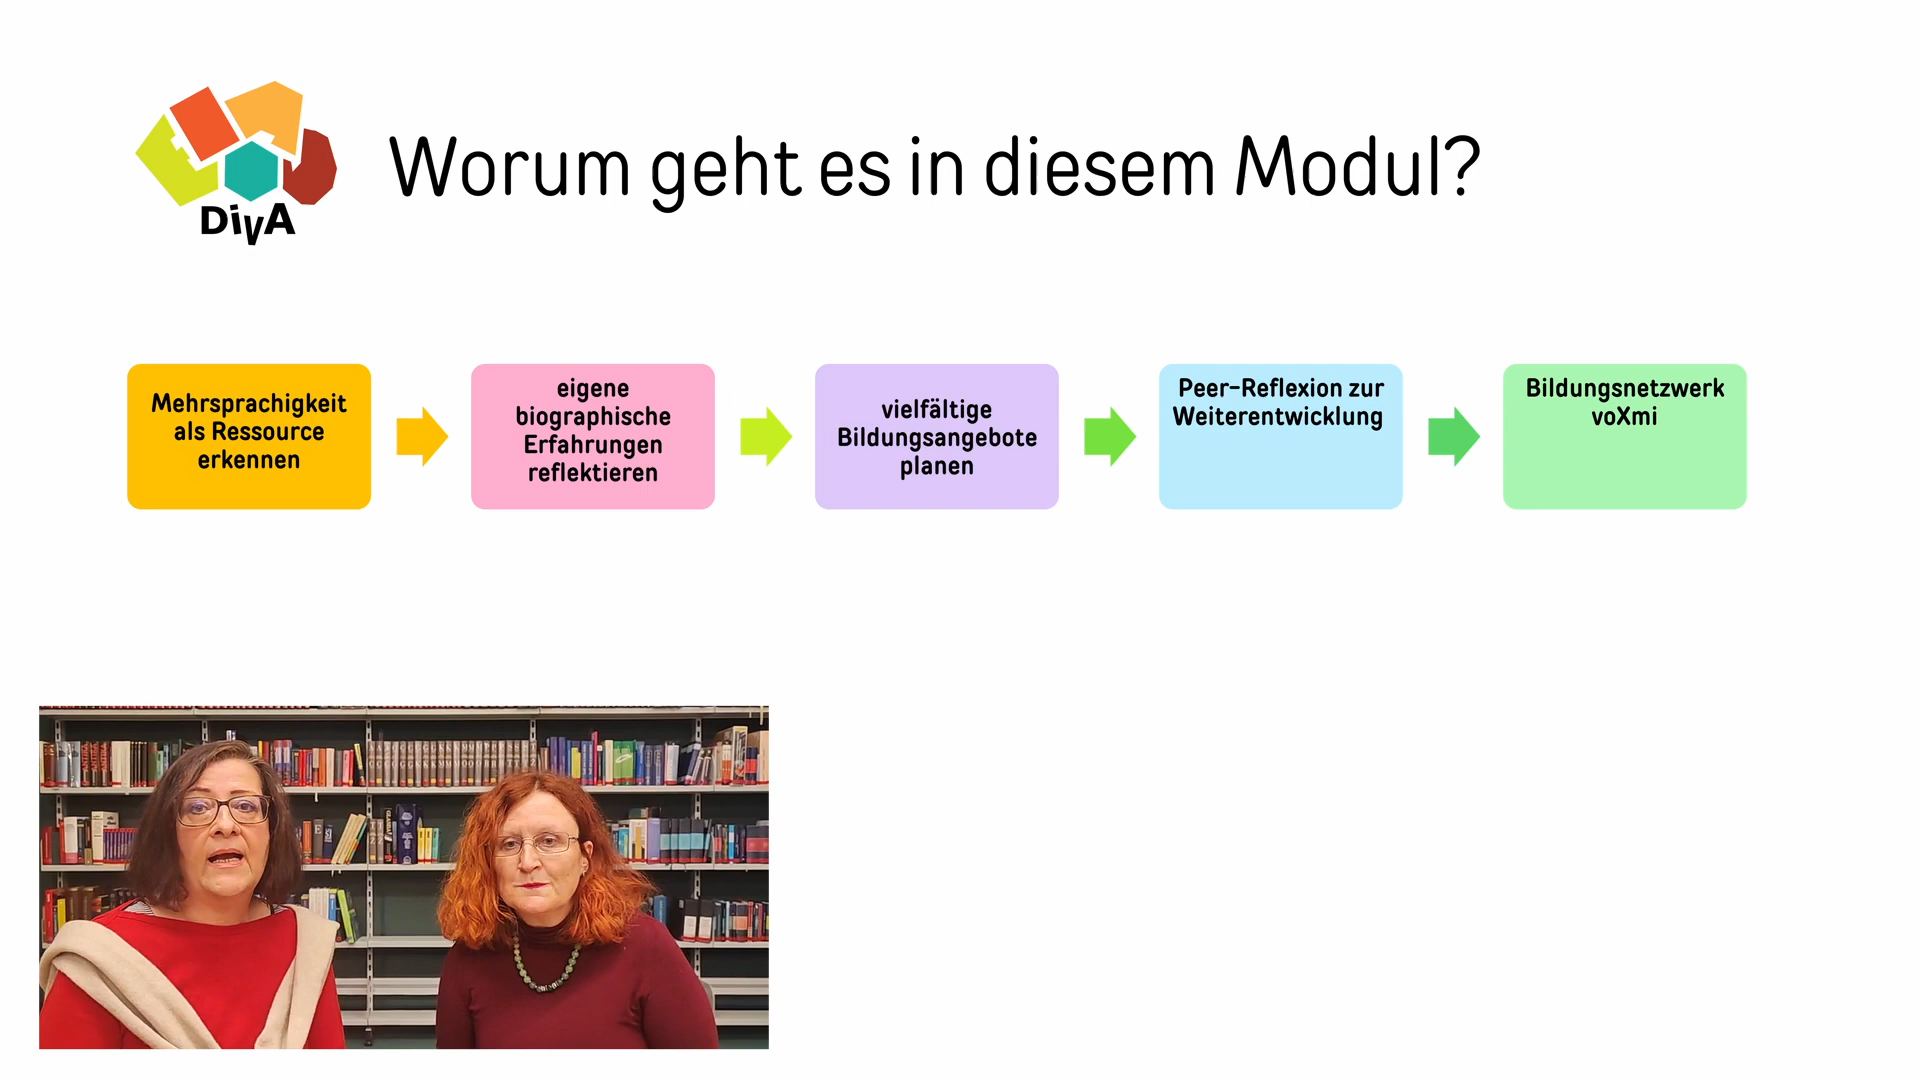 DivA
Worum geht es in diesem Modul?
Mehrsprachigkeit
als Ressource
erkennen
eigene
biographische
Erfahrungen
reflektieren
vielfältige
Bildungsangebote
planen
Peer-Reflexion zur
Weiterentwicklung
Bildungsnetzwerk
voXmi